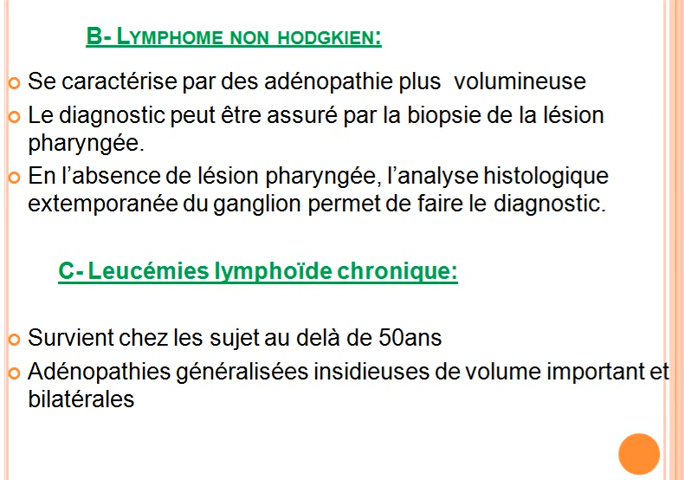 B- LYMPHOME NON HODGKIEN:
Se caractérise par des adénopathie plus volumineuse
Le diagnostic peut être assuré par la biopsie de la lésion
pharyngée.
En l’absence de lésion pharyngée, l’analyse histologique
extemporanée du ganglion permet de faire le diagnostic.
C- Leucémies lymphoïde chronique:
Survient chez les sujet au delà de 50ans
Adénopathies généralisées insidieuses de volume important et
bilatérales